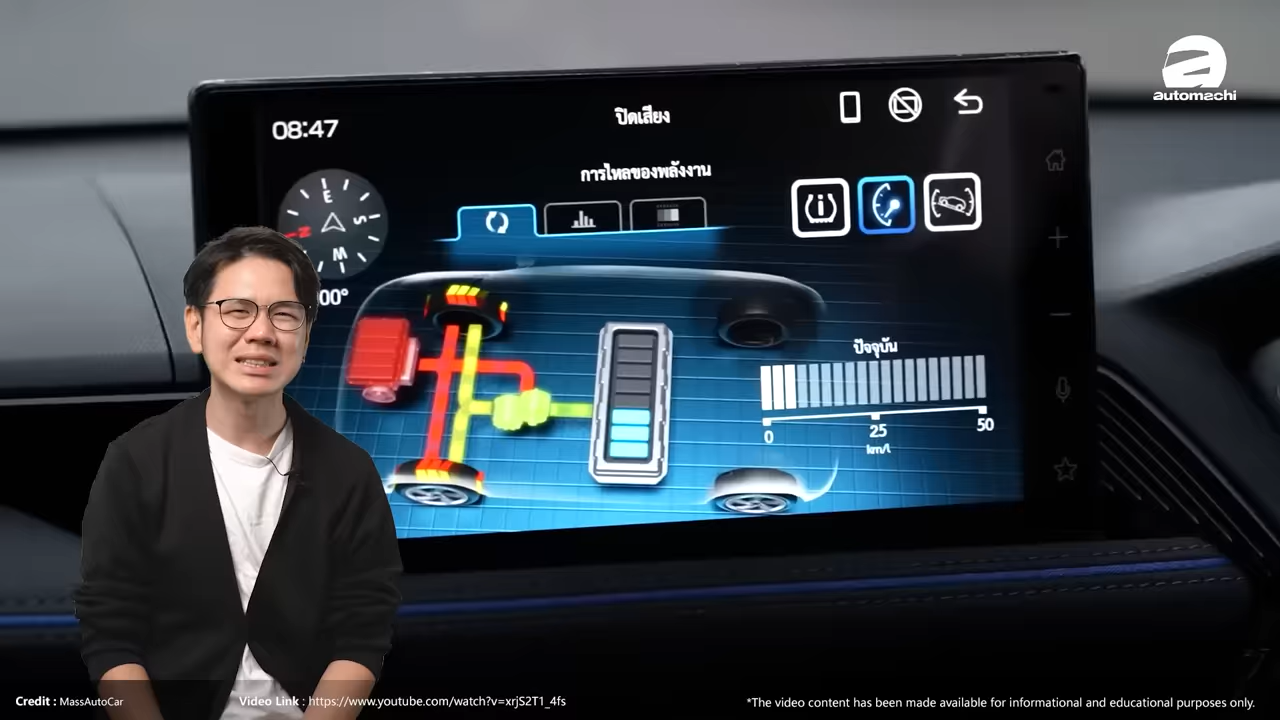 automachi
08:47
ปิดเสียง
การไหลของพลังงาน
E
S
N
W
00°
ปัจจุบัน
0
25
50
km/l
Credit : MassAutoCar
Video Link : https://www.youtube.com/watch?v=xrjS2T1_4fs
*The video content has been made available for informational and educational purposes only.